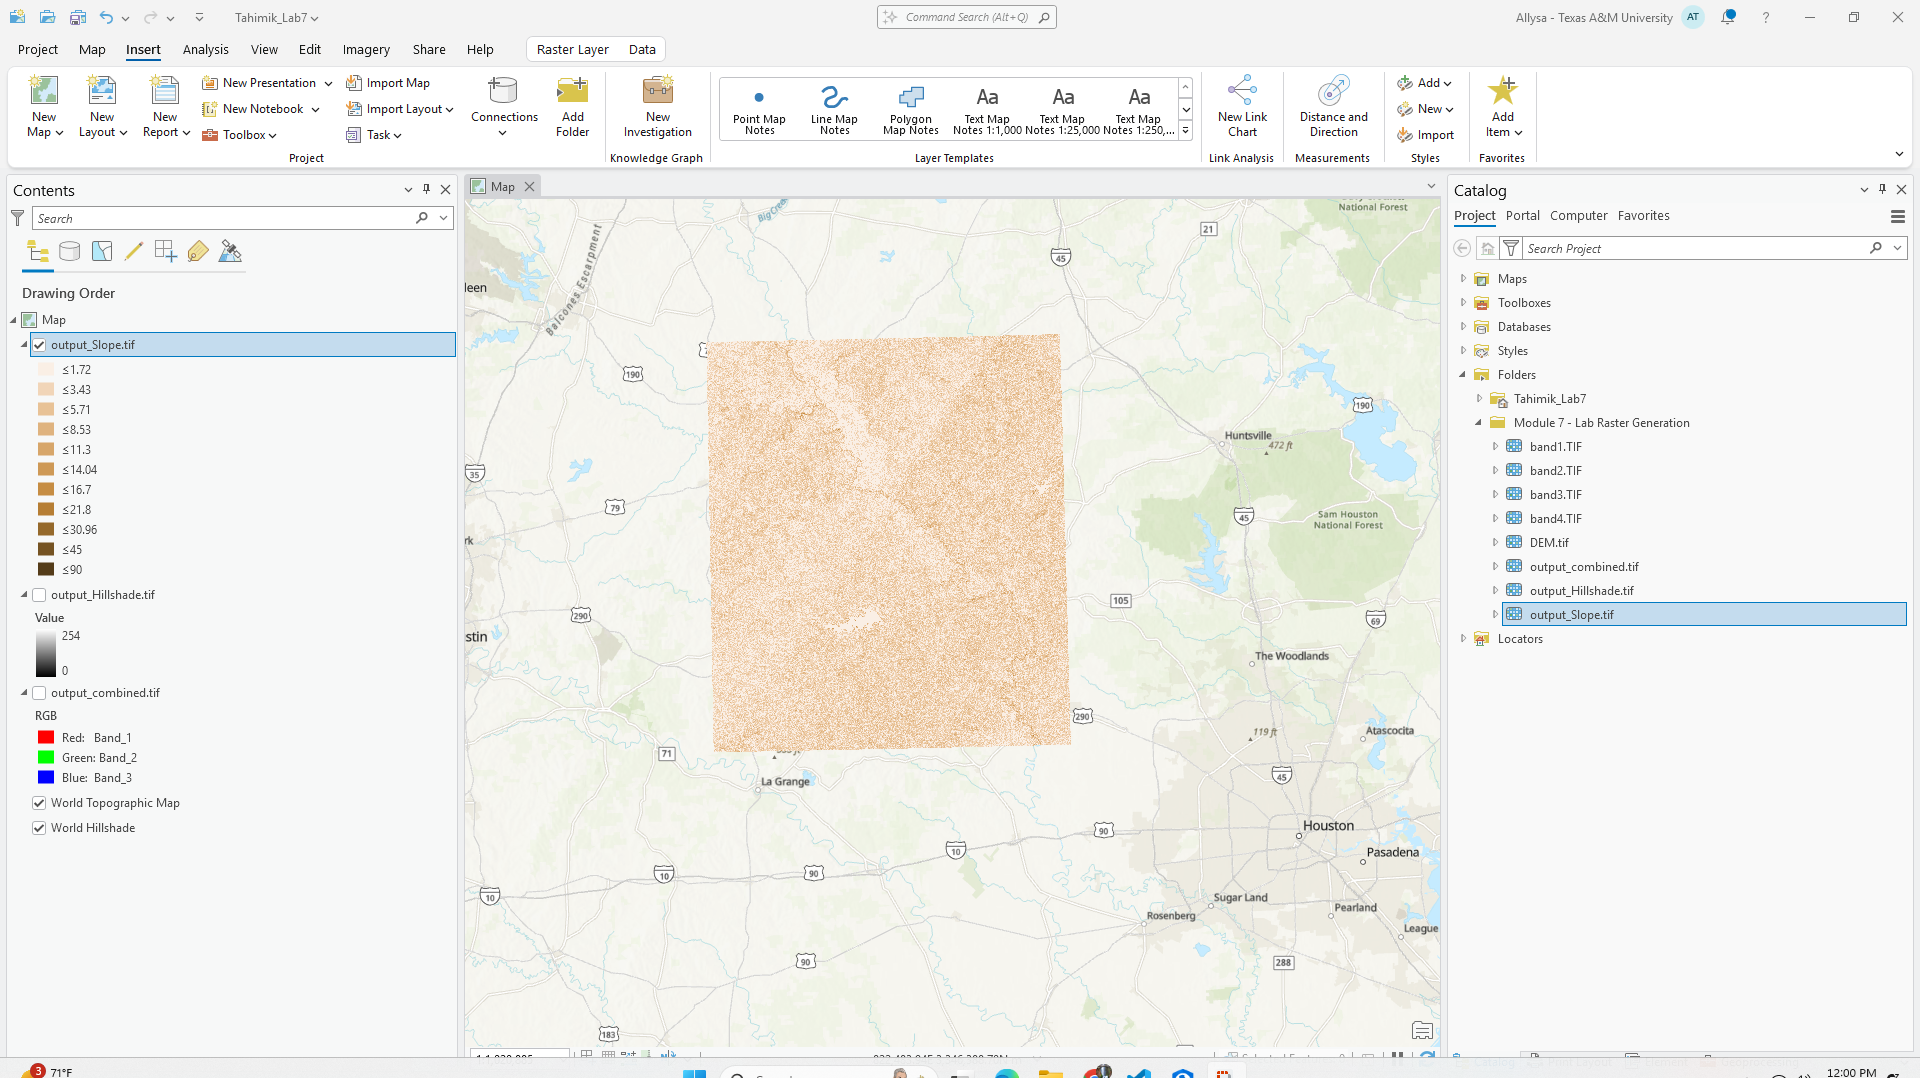 Tahimik_Lab7
Command Search (Alt+Q)
Allysa - Texas A&M University
AT
?
Project
Map
Insert
Analysis
View
Edit
Imagery
Share
Help
Raster Layer
Data
New Map
New Layout
New Report
New Presentation
New Notebook
Toolbox
Import Map
Import Layout
Task
Project
Connections
Add Folder
New Investigation
Knowledge Graph
Point Map Notes
Line Map Notes
Polygon Map Notes
Aa
Text Map Notes 1:1,000
Aa
Text Map Notes 1:25,000
Aa
Text Map Notes 1:250,...
Layer Templates
New Link Chart
Link Analysis
Distance and Direction
Measurements
Add
New
Import
Styles
Add Item
Favorites
Contents
Search
Drawing Order
Map
output_Slope.tif
≤1.72
≤3.43
≤5.71
≤8.53
≤11.3
≤14.04
≤16.7
≤21.8
≤30.96
≤45
≤90
output_Hillshade.tif
Value
254
0
output_combined.tif
RGB
Red: Band_1
Green: Band_2
Blue: Band_3
World Topographic Map
World Hillshade
Map
National Forest
21
45
Balcones Escarpment
leen
190
190
Huntsville
472 ft
35
79
45
Sam Houston
National Forest
rk
105
290
69
stin
The Woodlands
290
119 ft
Atascocita
71
La Grange
45
Houston
90
Pasadena
10
10
90
10
Sugar Land
Pearland
Rosenberg
League
90
288
183
Catalog
Project
Portal
Computer
Favorites
Search Project
Maps
Toolboxes
Databases
Styles
Folders
Tahimik_Lab7
Module 7 - Lab Raster Generation
band1.TIF
band2.TIF
band3.TIF
band4.TIF
DEM.tif
output_combined.tif
output_Hillshade.tif
output_Slope.tif
Locators
3
71°F
12:00 PM